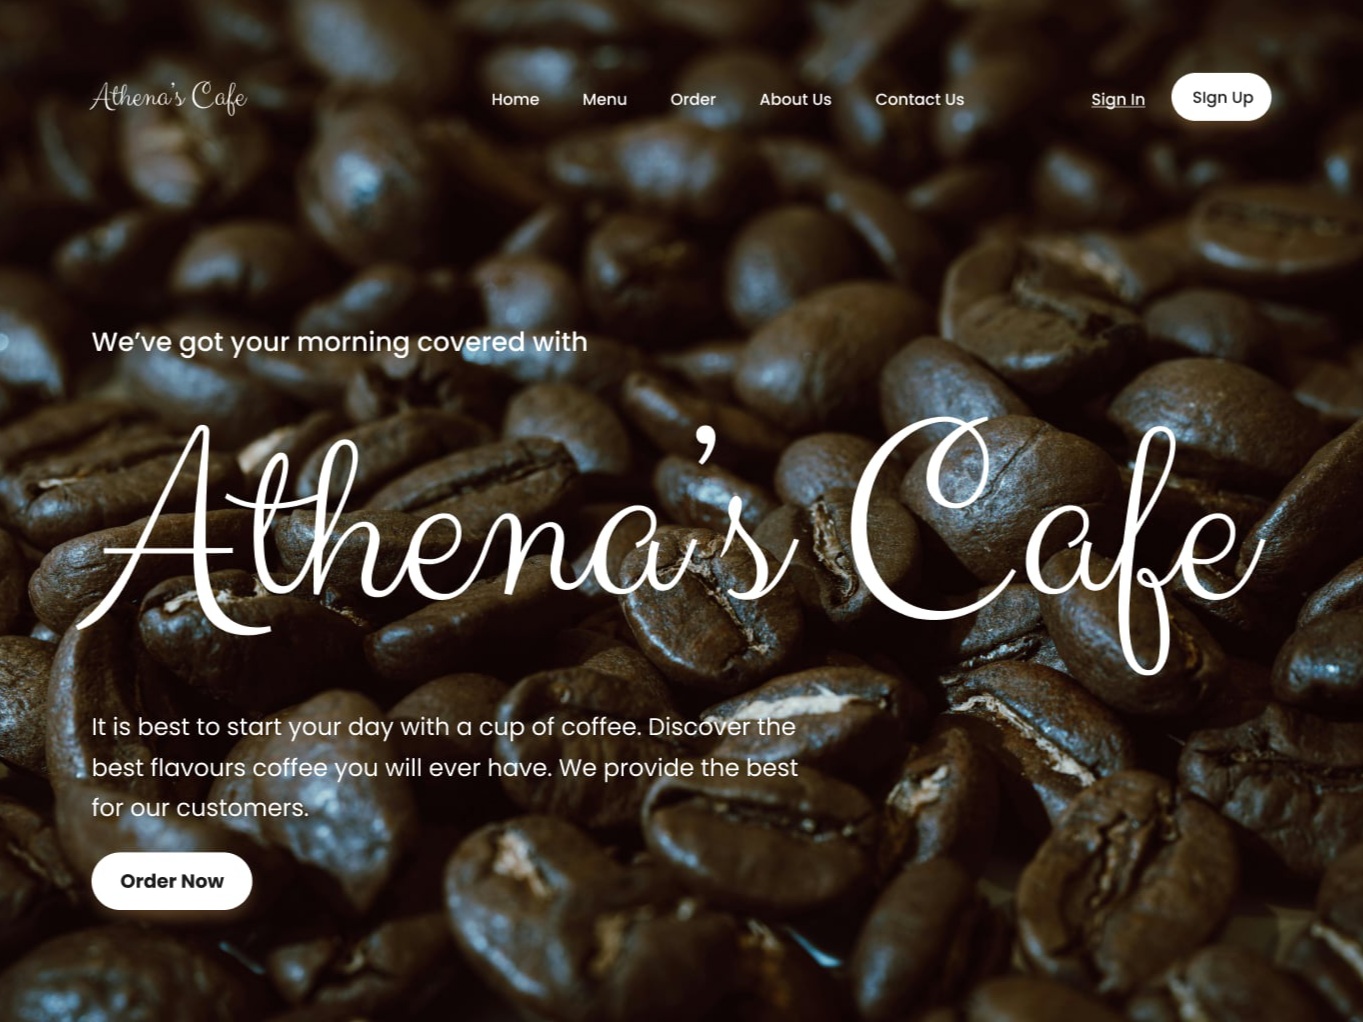 Athena's Cafe
Home Menu Order About Us Contact Us Sign In SIgn Up
We've got your morning covered with
Athena's Cafe
It is best to start your day with a cup of coffee. Discover the
best flavours coffee you will ever have. We provide the best
for our customers.
Order Now